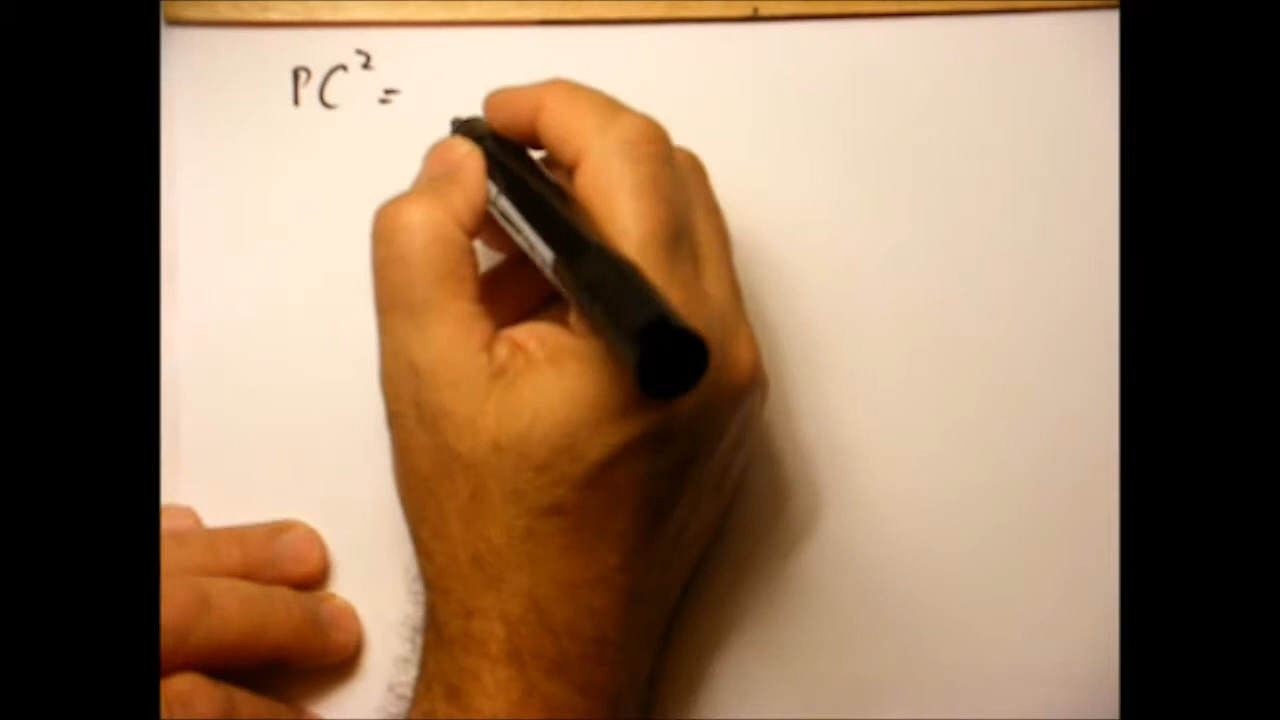 PC² =